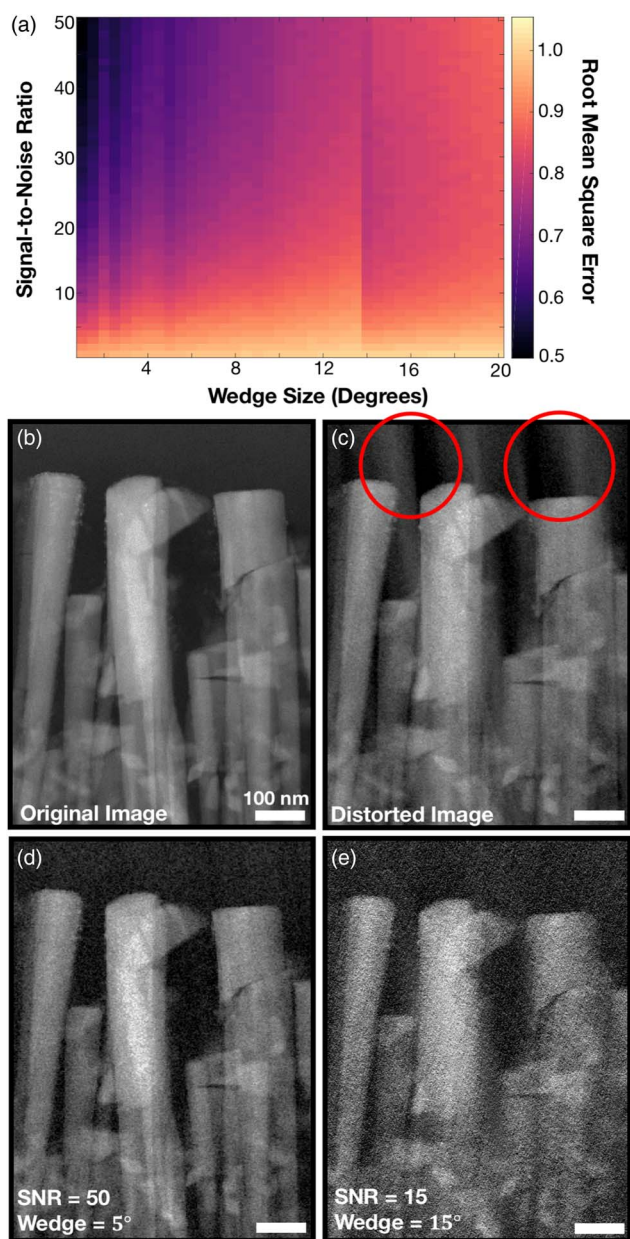 (a)
50
40
30
20
10
4
8
12
16
20
Signal-to-Noise Ratio
Wedge Size (Degrees)
1.0
0.9
0.8
0.7
0.6
0.5
Root Mean Square Error
(b)
Original Image
100 nm
(c)
Distorted Image
(d)
SNR = 50
Wedge = 5°
(e)
SNR = 15
Wedge = 15°